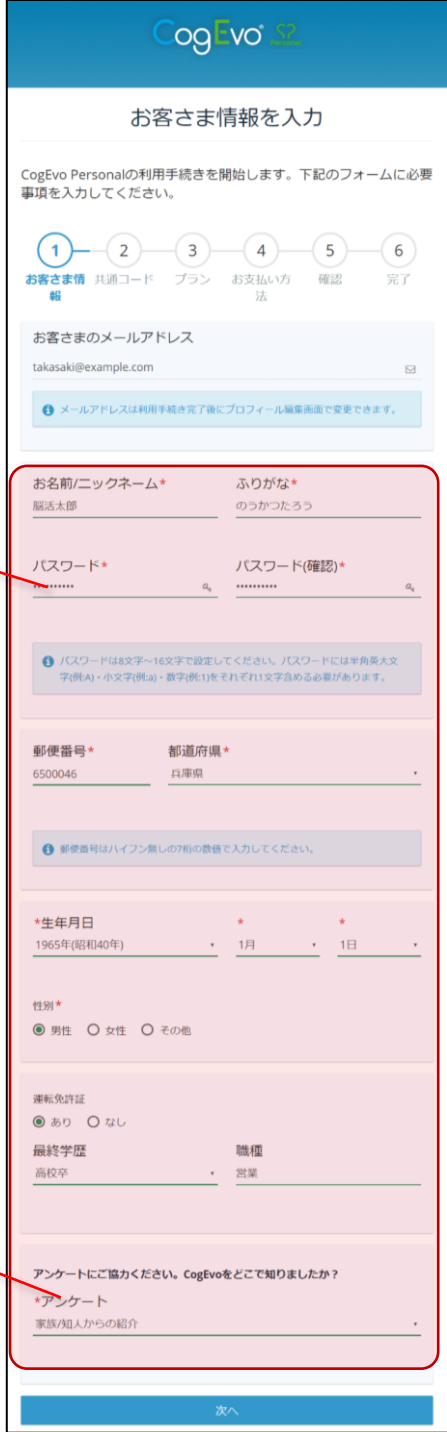 CogEvo Personal
お客さま情報を入力
CogEvo Personalの利用手続きを開始します。下記のフォームに必要
事項を入力してください。
1 2 3 4 5 6
お客さま情報 共通コード プラン お支払い方法 確認 完了
お客さまのメールアドレス
takasaki@example.com
メールアドレスは利用手続き完了後にプロフィール編集画面で変更できます。
お名前/ニックネーム* ふりがな*
脳活太郎 のうかつたろう
パスワード* パスワード(確認)*
•••••••••• ••••••••••
パスワードは8文字～16文字で設定してください。パスワードには半角英大文
字(例:A)・小文字(例:a)・数字(例:1)をそれぞれ1文字含める必要があります。
郵便番号* 都道府県*
6500046 兵庫県
郵便番号はハイフン無しの7桁の数値で入力してください。
*生年月日 * *
1965年(昭和40年) 1月 1日
性別*
男性 女性 その他
運転免許証
あり なし
最終学歴 職種
高校卒 営業
アンケートにご協力ください。CogEvoをどこで知りましたか？
*アンケート
家族/知人からの紹介
次へ